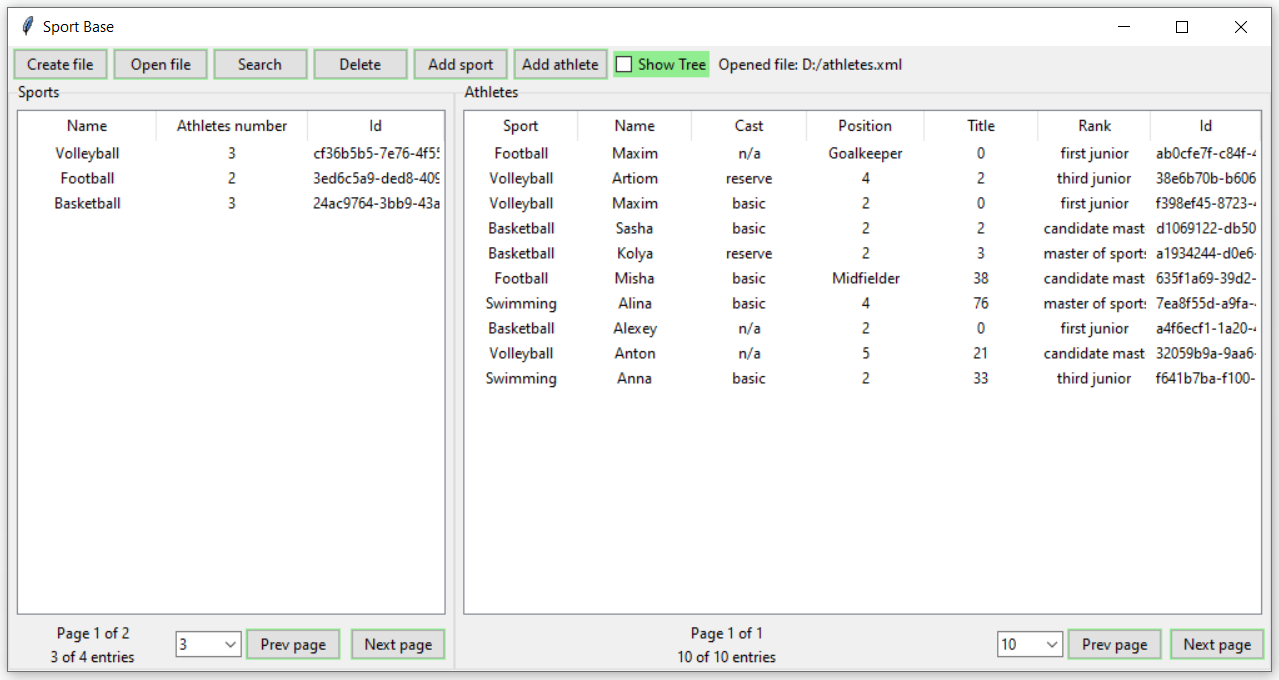 Sport Base
Create file Open file Search Delete Add sport Add athlete Show Tree Opened file: D:/athletes.xml
Sports
Name Athletes number Id
Volleyball 3 cf36b5b5-7e76-4f55
Football 2 3ed6c5a9-ded8-409
Basketball 3 24ac9764-3bb9-43a
Page 1 of 2
3 of 4 entries
3 Prev page Next page
Athletes
Sport Name Cast Position Title Rank Id
Football Maxim n/a Goalkeeper 0 first junior ab0cfe7f-c84f-4
Volleyball Artiom reserve 4 2 third junior 38e6b70b-b606
Volleyball Maxim basic 2 0 first junior f398ef45-8723-4
Basketball Sasha basic 2 2 candidate mast d1069122-db50
Basketball Kolya reserve 2 3 master of sports a1934244-d0e6-
Football Misha basic Midfielder 38 candidate mast 635f1a69-39d2-
Swimming Alina basic 4 76 master of sports 7ea8f55d-a9fa-
Basketball Alexey n/a 2 0 first junior a4f6ecf1-1a20-4
Volleyball Anton n/a 5 21 candidate mast 32059b9a-9aa6-
Swimming Anna basic 2 33 third junior f641b7ba-f100-
Page 1 of 1
10 of 10 entries
10 Prev page Next page